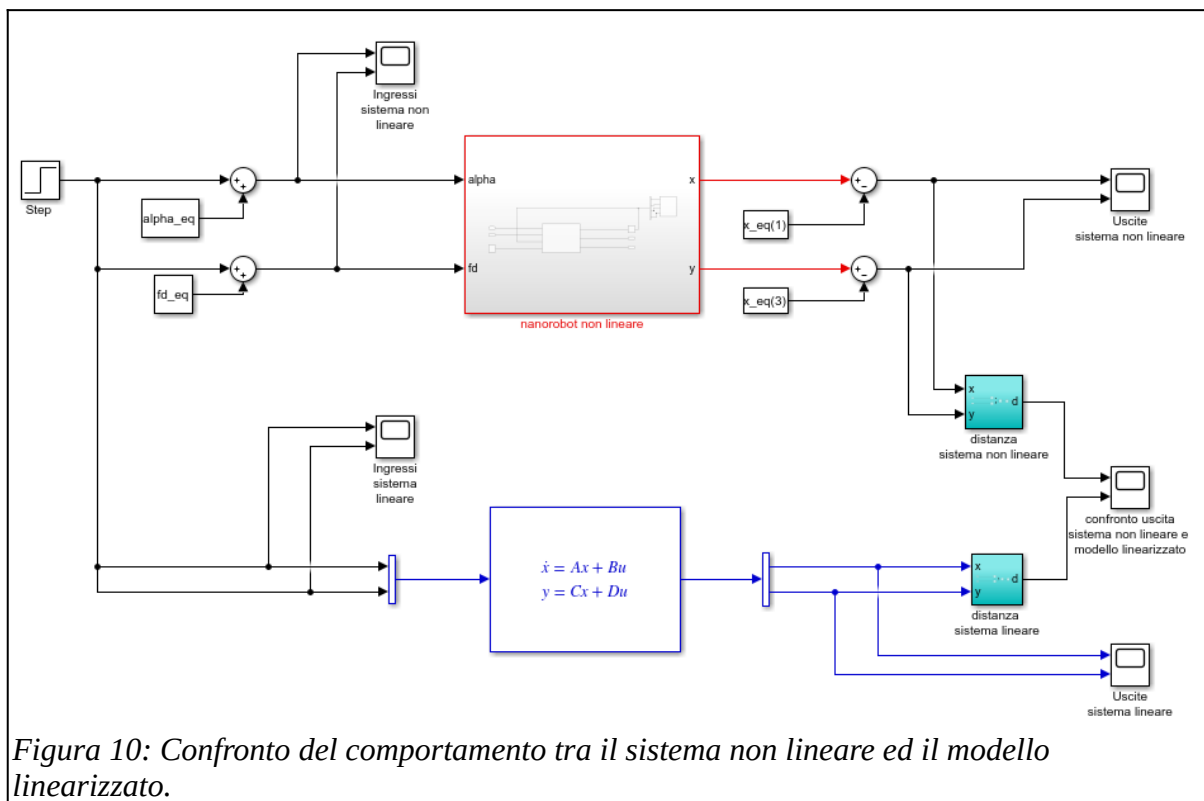 Ingressi
sistema non
lineare
Step
alpha_eq
fd_eq
+
+
+
+
alpha
fd
x
y
nanorobot non lineare
x_eq(1)
x_eq(3)
+
−
+
−
Uscite
sistema non lineare
x
y
d
distanza
sistema non lineare
Ingressi
sistema
lineare
confronto uscita
sistema non lineare e
modello linearizzato
ẋ = Ax + Bu
y = Cx + Du
x
y
d
distanza
sistema lineare
Uscite
sistema lineare
Figura 10: Confronto del comportamento tra il sistema non lineare ed il modello
linearizzato.